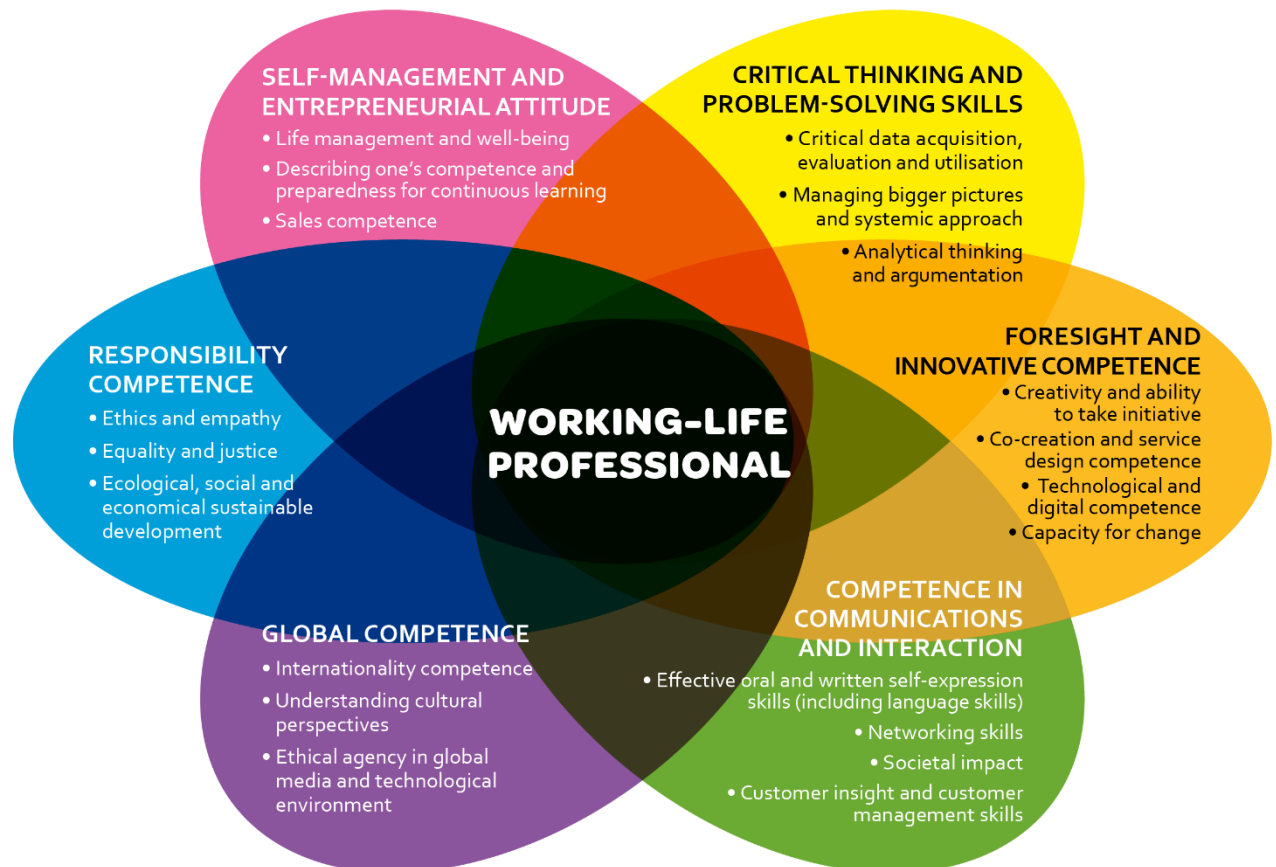 SELF-MANAGEMENT AND
ENTREPRENEURIAL ATTITUDE
• Life management and well-being
• Describing one’s competence and
preparedness for continuous learning
• Sales competence
CRITICAL THINKING AND
PROBLEM-SOLVING SKILLS
• Critical data acquisition,
evaluation and utilisation
• Managing bigger pictures
and systemic approach
• Analytical thinking
and argumentation
RESPONSIBILITY
COMPETENCE
• Ethics and empathy
• Equality and justice
• Ecological, social and
economical sustainable
development
WORKING-LIFE
PROFESSIONAL
FORESIGHT AND
INNOVATIVE COMPETENCE
• Creativity and ability
to take initiative
• Co-creation and service
design competence
• Technological and
digital competence
• Capacity for change
GLOBAL COMPETENCE
• Internationality competence
• Understanding cultural
perspectives
• Ethical agency in global
media and technological
environment
COMPETENCE IN
COMMUNICATIONS
AND INTERACTION
• Effective oral and written self-expression
skills (including language skills)
• Networking skills
• Societal impact
• Customer insight and customer
management skills